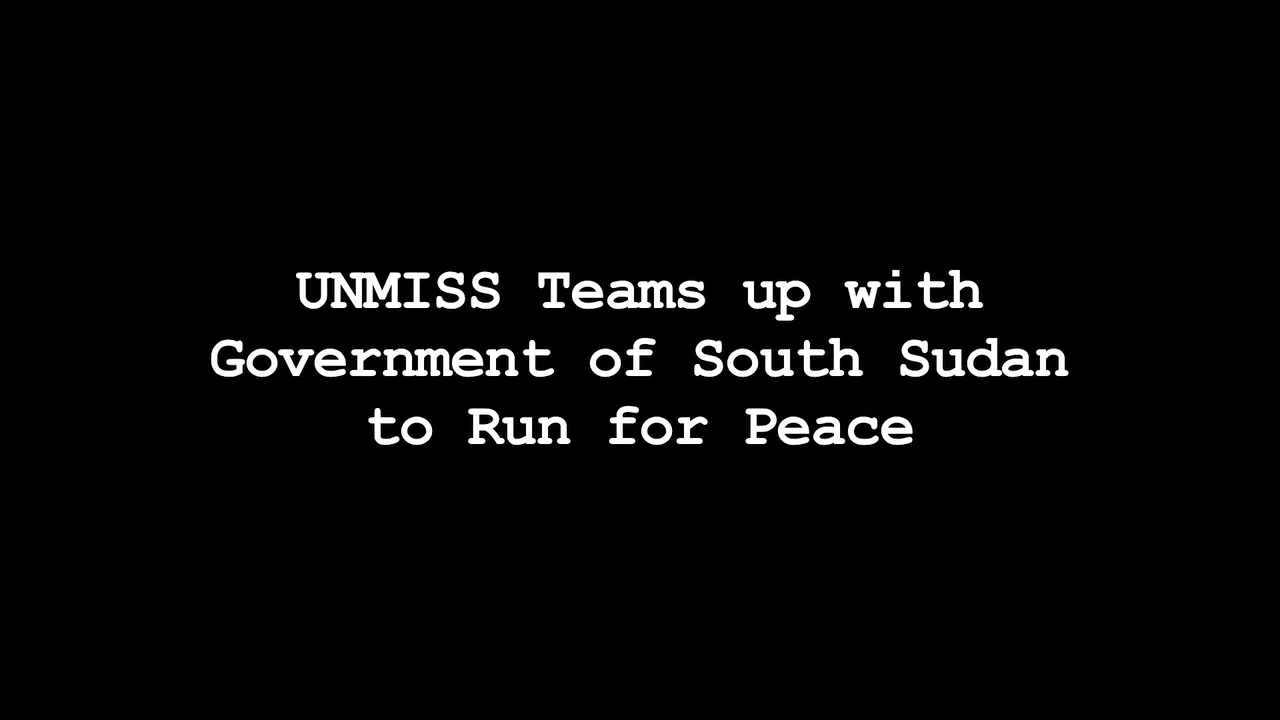 UNMISS Teams up with
Government of South Sudan
to Run for Peace